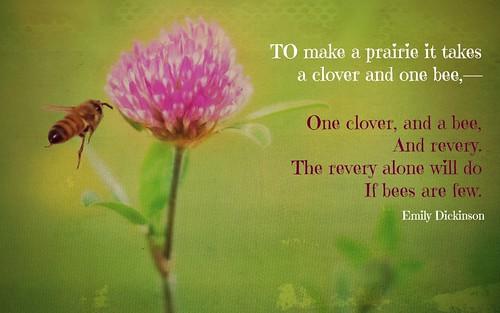 TO make a prairie it takes
a clover and one bee,—
One clover, and a bee,
And revery.
The revery alone will do
If bees are few.
Emily Dickinson